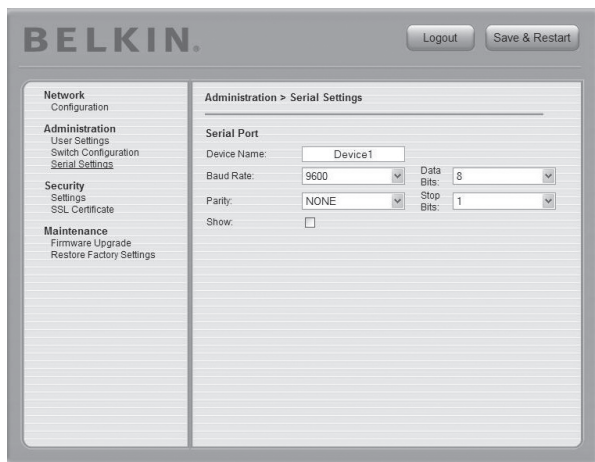 BELKIN.
Logout
Save & Restart
Network
Configuration
Administration
User Settings
Switch Configuration
Serial Settings
Security
Settings
SSL Certificate
Maintenance
Firmware Upgrade
Restore Factory Settings
Administration > Serial Settings
Serial Port
Device Name: Device1
Baud Rate: 9600 Data Bits: 8
Parity: NONE Stop Bits: 1
Show: